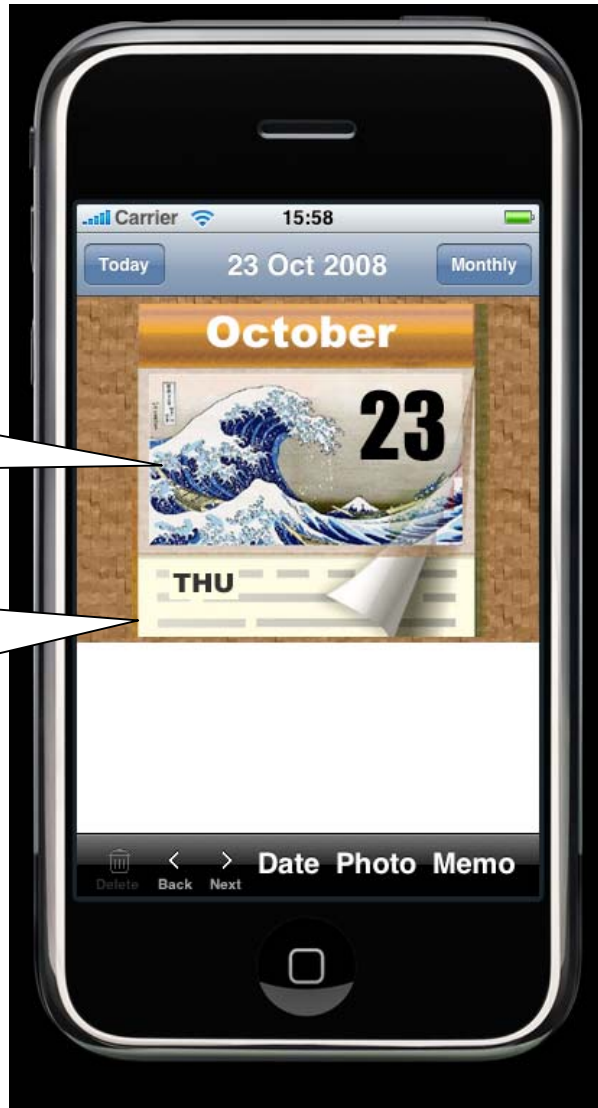 Carrier 15:58
Today 23 Oct 2008 Monthly
October
23
THU
Delete Back Next Date Photo Memo